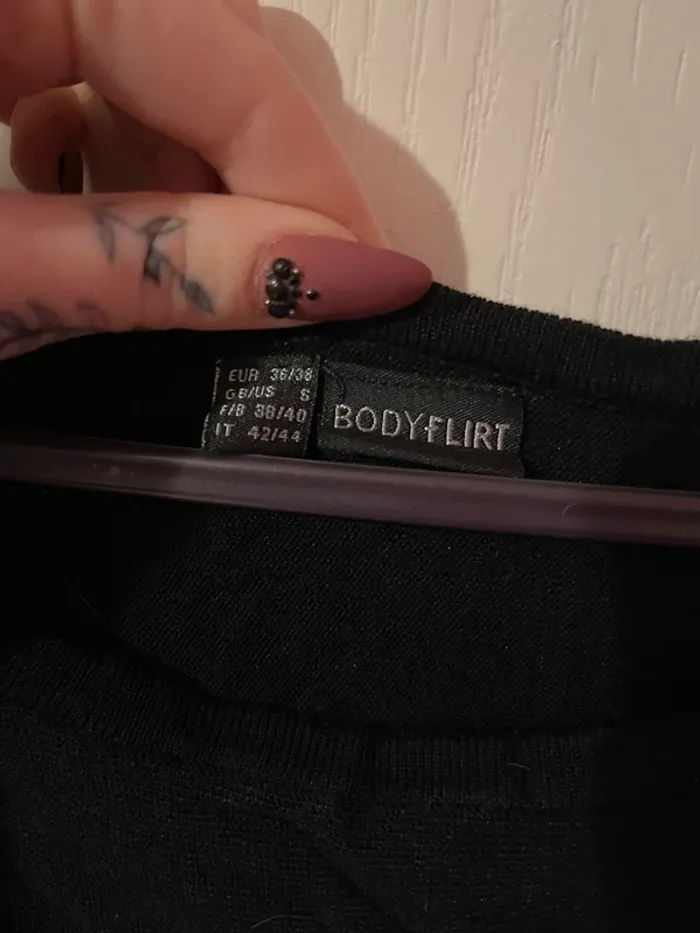 EUR 36/38
GB/US S
F/B 38/40
IT 42/44
BODYFLIRT